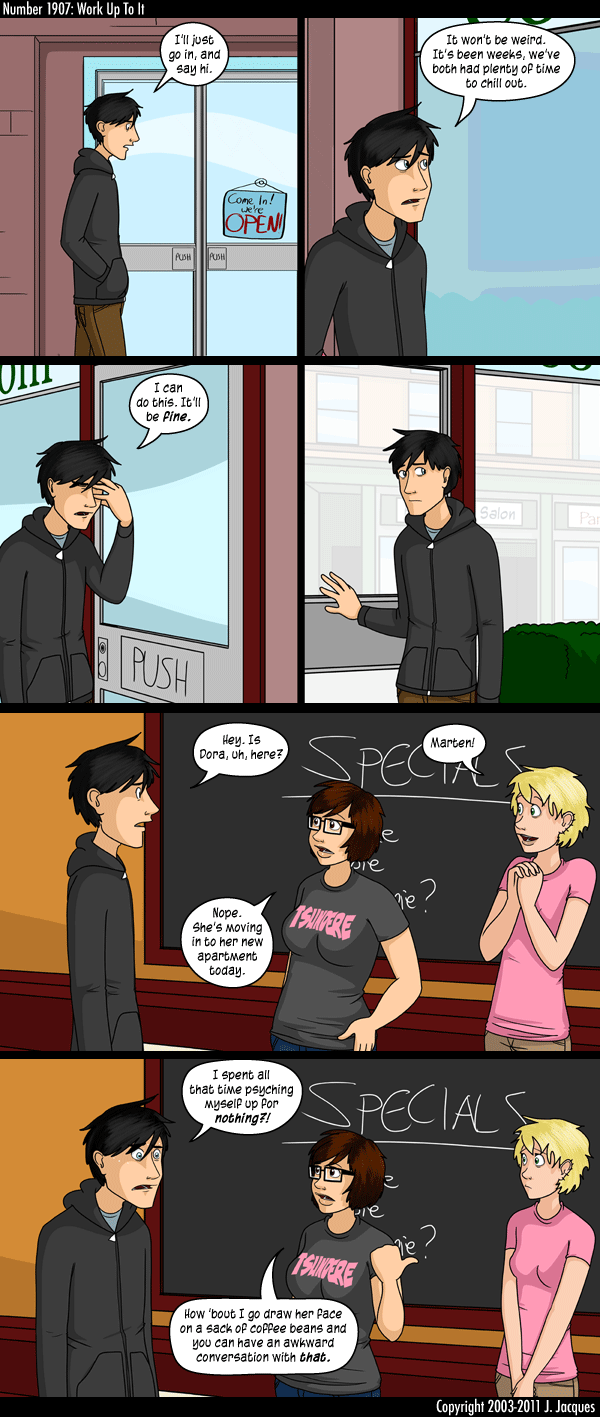 Number 1907: Work Up To It
I'll just
go in, and
say hi.
Come In!
we're
OPEN!
PUSH
PUSH
It won't be weird.
It's been weeks, we've
both had plenty of time
to chill out.
om
I can
do this. It'll
be fine.
PUSH
Salon
Par
Hey. Is
Dora, uh, here?
Marten!
SPECIALS
ie?
Nope.
She's moving
in to her new
apartment
today.
TSUNDERE
I spent all
that time psyching
myself up for
nothing?!
SPECIALS
ie?
TSUNDERE
How 'bout I go draw her face
on a sack of coffee beans and
you can have an awkward
conversation with that.
Copyright 2003-2011 J. Jacques